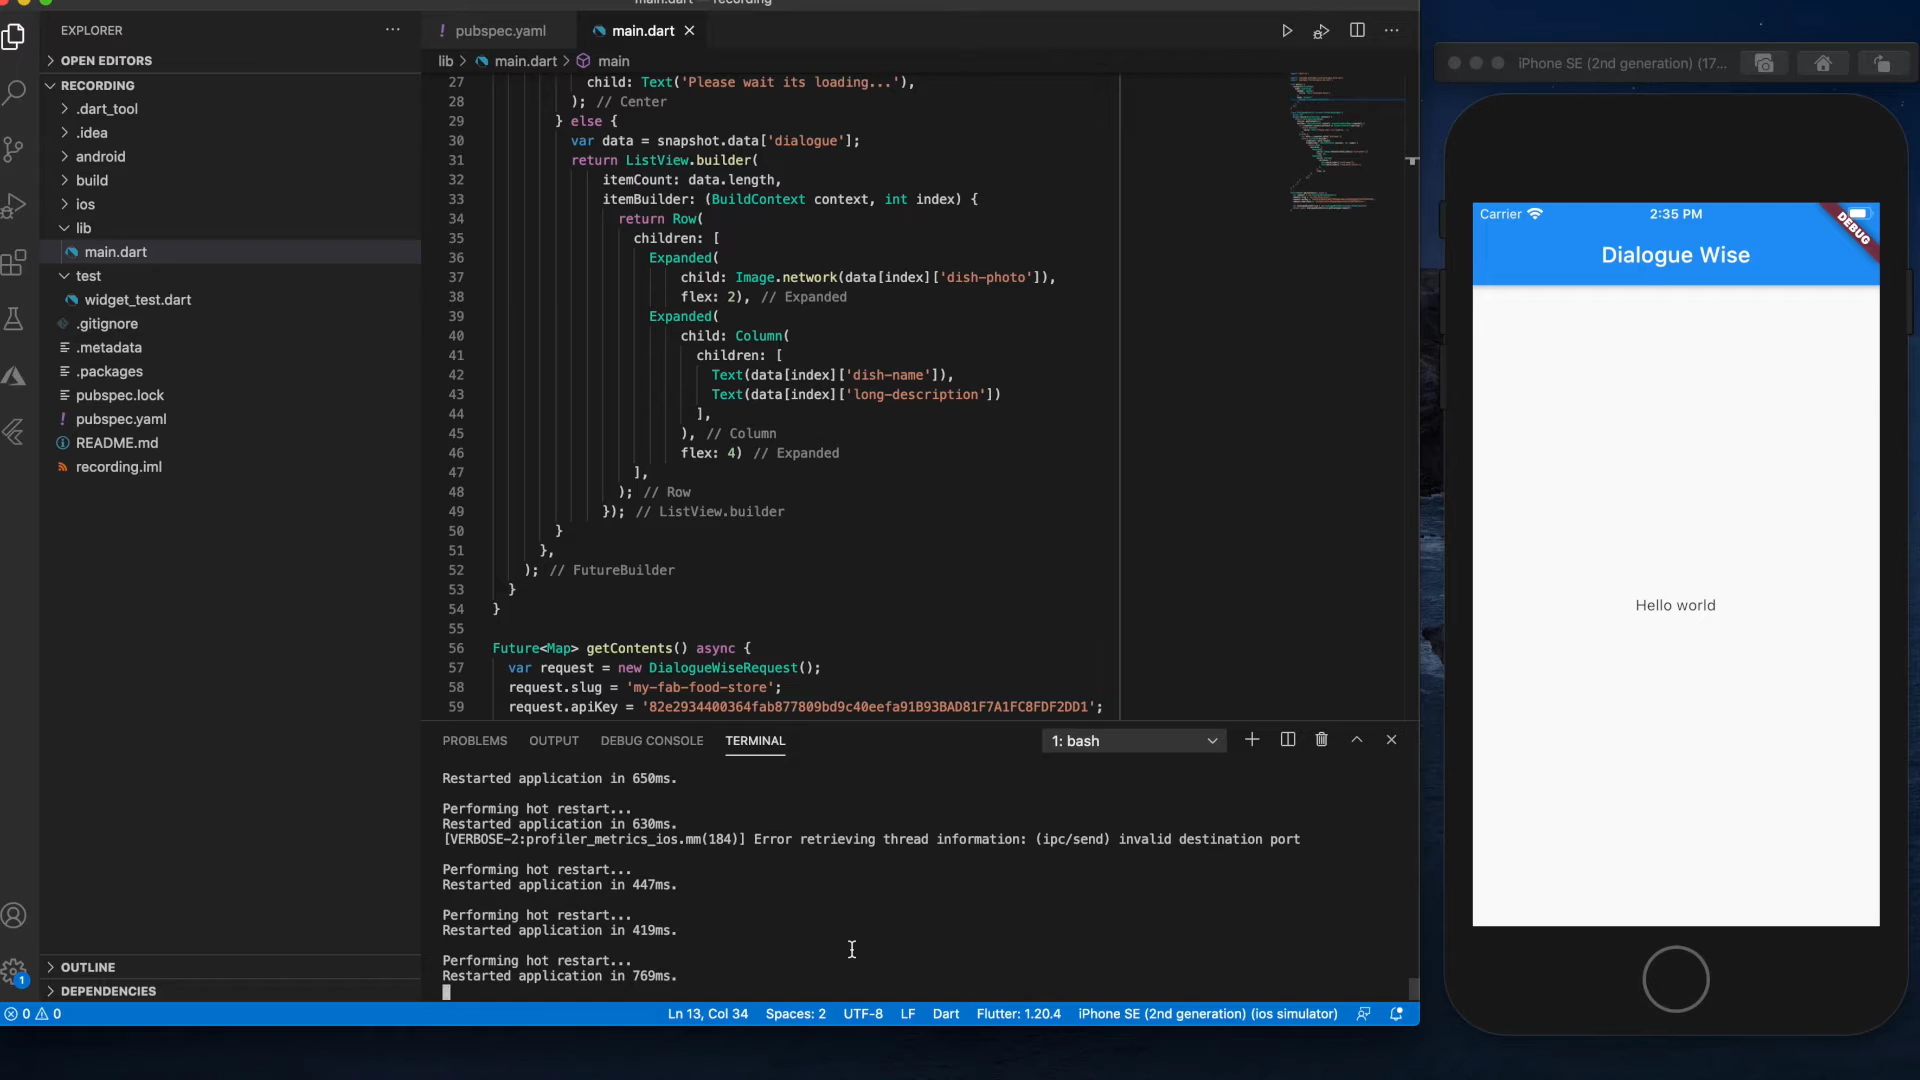 main.dart — recording
EXPLORER
OPEN EDITORS
RECORDING
.dart_tool
.idea
android
build
ios
lib
main.dart
test
widget_test.dart
.gitignore
.metadata
.packages
pubspec.lock
! pubspec.yaml
README.md
recording.iml
OUTLINE
DEPENDENCIES
1
! pubspec.yaml
main.dart
lib > main.dart > main
27 child: Text('Please wait its loading...'),
28 ); // Center
29 } else {
30 var data = snapshot.data['dialogue'];
31 return ListView.builder(
32 itemCount: data.length,
33 itemBuilder: (BuildContext context, int index) {
34 return Row(
35 children: [
36 Expanded(
37 child: Image.network(data[index]['dish-photo']),
38 flex: 2), // Expanded
39 Expanded(
40 child: Column(
41 children: [
42 Text(data[index]['dish-name']),
43 Text(data[index]['long-description'])
44 ],
45 ), // Column
46 flex: 4) // Expanded
47 ],
48 ); // Row
49 }); // ListView.builder
50 }
51 },
52 ); // FutureBuilder
53 }
54 }
55
56 Future<Map> getContents() async {
57 var request = new DialogueWiseRequest();
58 request.slug = 'my-fab-food-store';
59 request.apiKey = '82e2934400364fab877809bd9c40eefa91B93BAD81F7A1FC8FDF2DD1';
PROBLEMS OUTPUT DEBUG CONSOLE TERMINAL 1: bash
Restarted application in 650ms.
Performing hot restart...
Restarted application in 630ms.
[VERBOSE-2:profiler_metrics_ios.mm(184)] Error retrieving thread information: (ipc/send) invalid destination port
Performing hot restart...
Restarted application in 447ms.
Performing hot restart...
Restarted application in 419ms.
Performing hot restart...
Restarted application in 769ms.
0 0 Ln 13, Col 34 Spaces: 2 UTF-8 LF Dart Flutter: 1.20.4 iPhone SE (2nd generation) (ios simulator)
iPhone SE (2nd generation) (17...
Carrier 2:35 PM
DEBUG
Dialogue Wise
Hello world